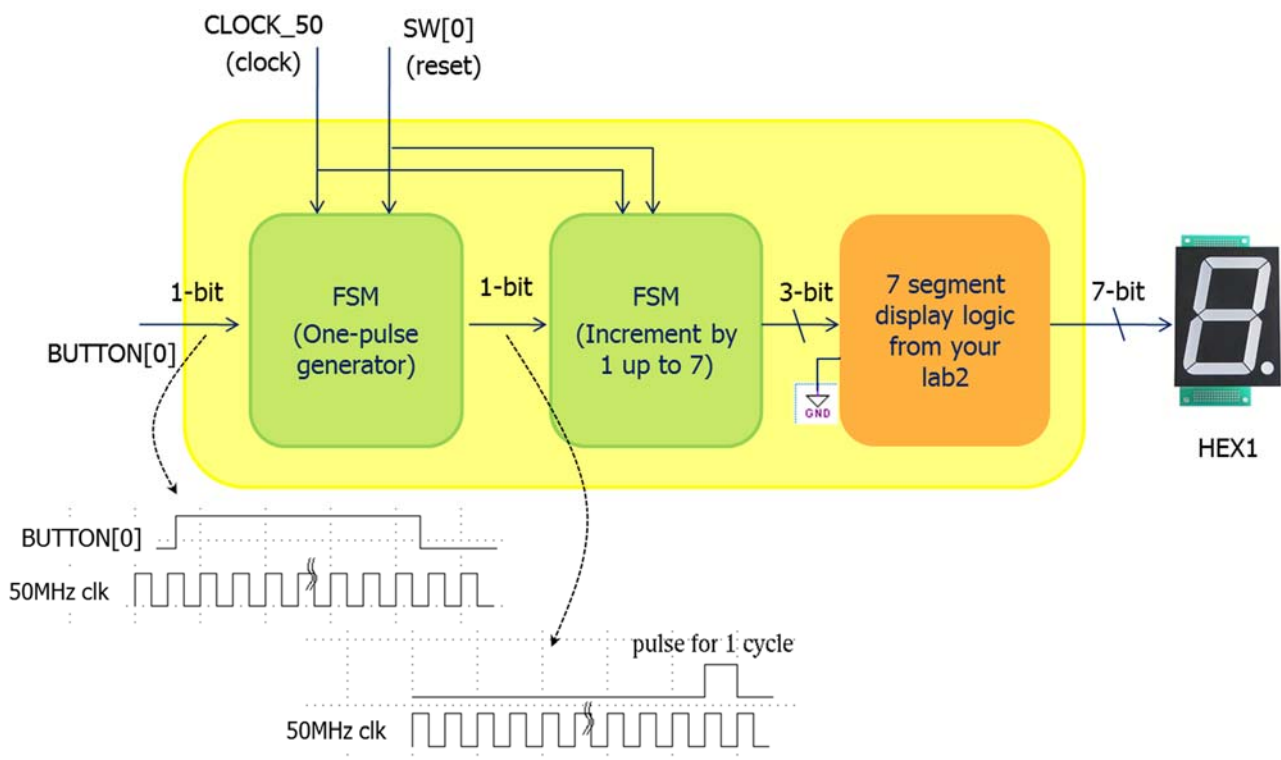 CLOCK_50
(clock)
SW[0]
(reset)
1-bit
BUTTON[0]
FSM
(One-pulse
generator)
1-bit
FSM
(Increment by
1 up to 7)
3-bit
GND
7 segment
display logic
from your
lab2
7-bit
HEX1
BUTTON[0]
50MHz clk
pulse for 1 cycle
50MHz clk